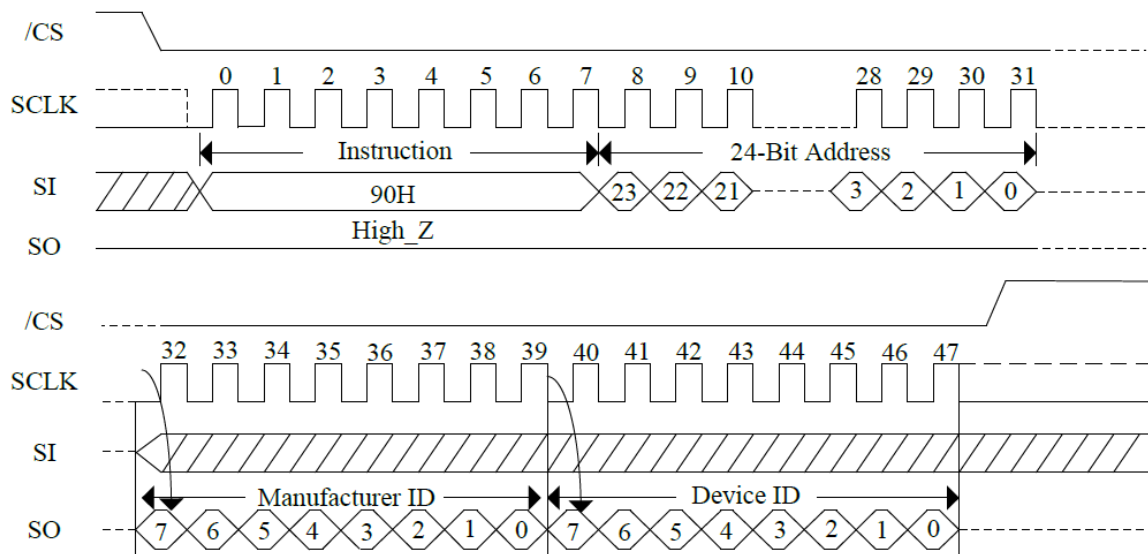 /CS
0 1 2 3 4 5 6 7 8 9 10 28 29 30 31
SCLK
Instruction 24-Bit Address
SI 90H 23 22 21 3 2 1 0
High_Z
SO
/CS
32 33 34 35 36 37 38 39 40 41 42 43 44 45 46 47
SCLK
SI
Manufacturer ID Device ID
SO 7 6 5 4 3 2 1 0 7 6 5 4 3 2 1 0